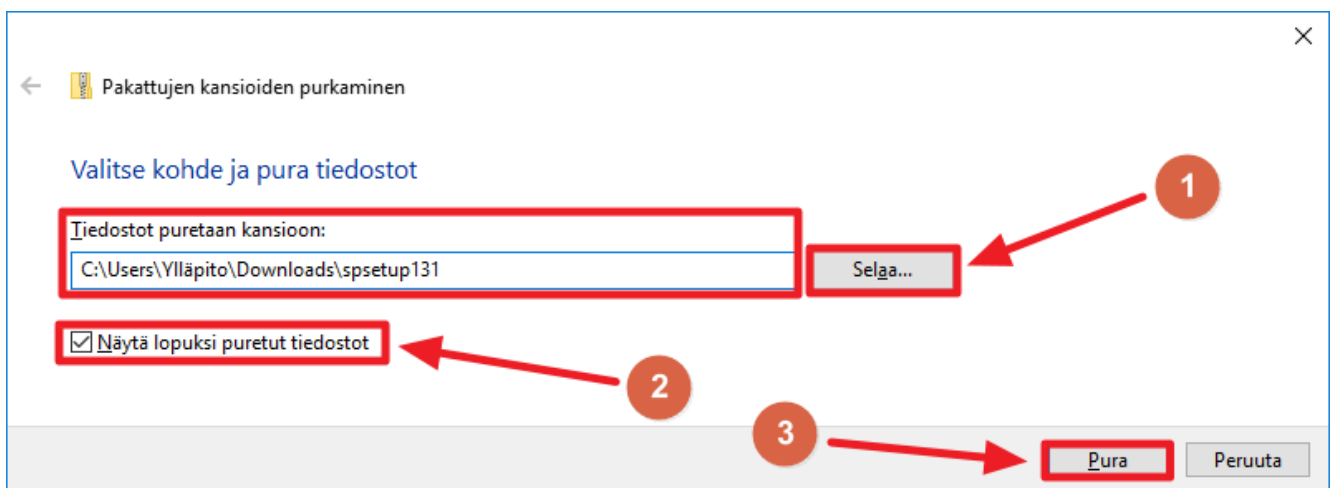 Pakattujen kansioiden purkaminen
Valitse kohde ja pura tiedostot
1
Tiedostot puretaan kansioon:
C:\Users\Ylläpito\Downloads\spsetup131
Selaa...
Näytä lopuksi puretut tiedostot
2
3
Pura
Peruuta